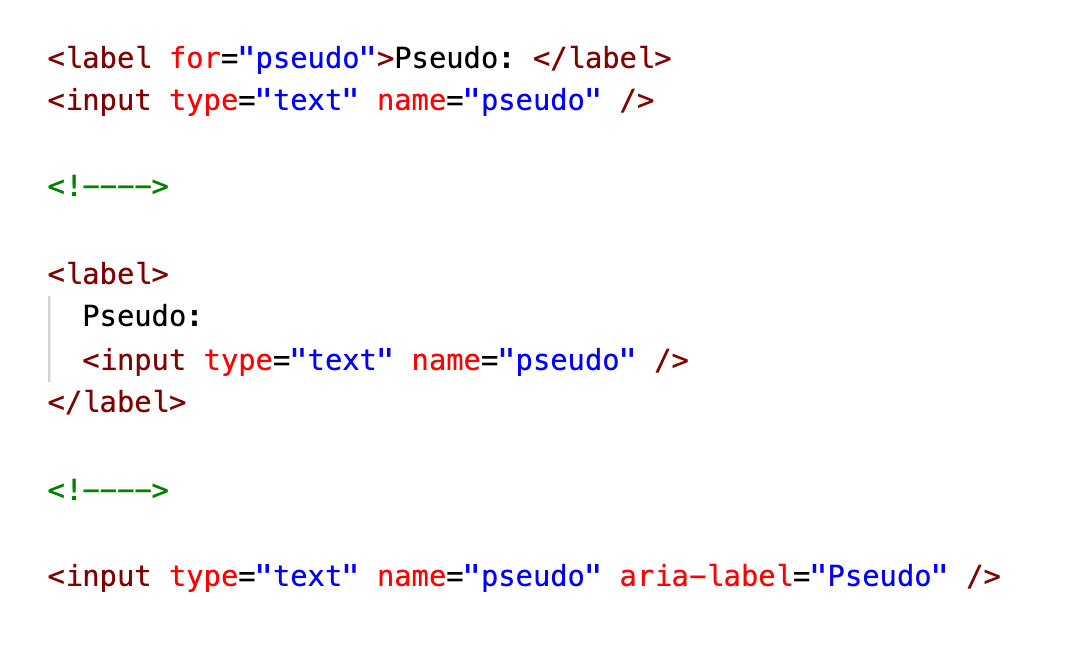 <label for="pseudo">Pseudo: </label>
<input type="text" name="pseudo" />
<!---->
<label>
Pseudo:
<input type="text" name="pseudo" />
</label>
<!---->
<input type="text" name="pseudo" aria-label="Pseudo" />